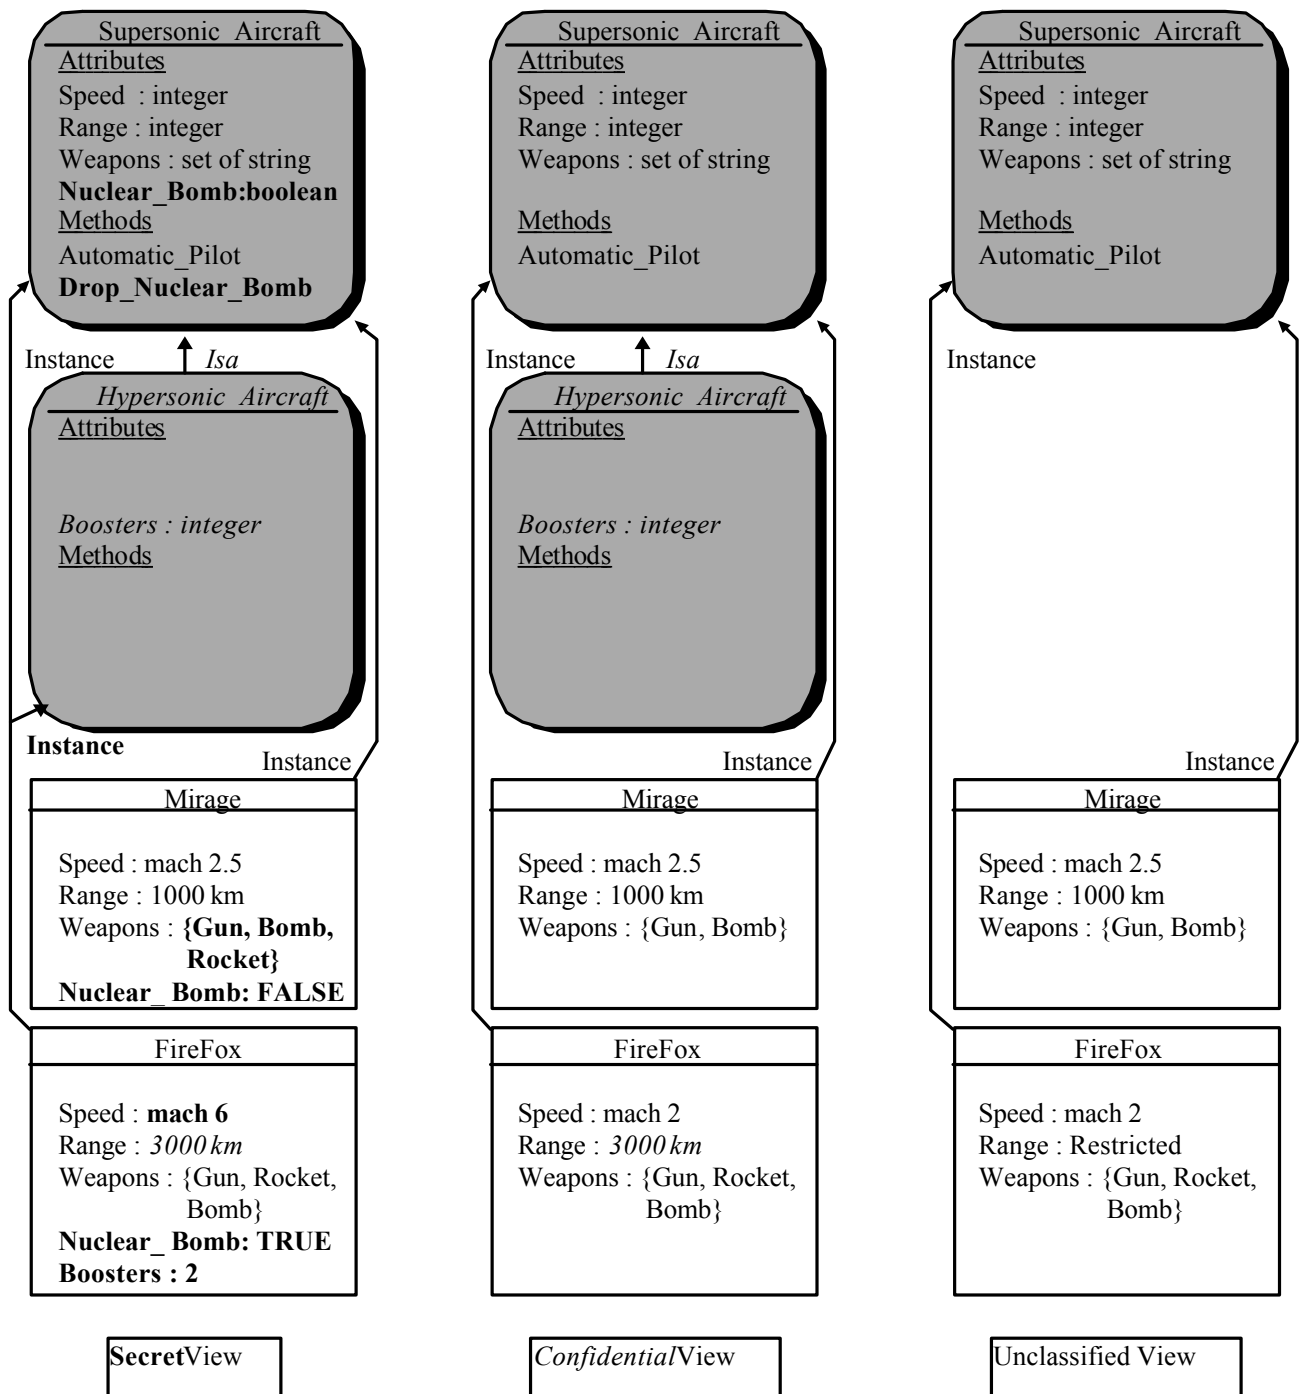 Supersonic_Aircraft
Attributes
Speed : integer
Range : integer
Weapons : set of string
Nuclear_Bomb:boolean
Methods
Automatic_Pilot
Drop_Nuclear_Bomb
Instance
Isa
Hypersonic_Aircraft
Attributes
Boosters : integer
Methods
Instance
Instance
Mirage
Speed : mach 2.5
Range : 1000 km
Weapons : {Gun, Bomb,
Rocket}
Nuclear_ Bomb: FALSE
FireFox
Speed : mach 6
Range : 3000 km
Weapons : {Gun, Rocket,
Bomb}
Nuclear_ Bomb: TRUE
Boosters : 2
SecretView
Supersonic_Aircraft
Attributes
Speed : integer
Range : integer
Weapons : set of string
Methods
Automatic_Pilot
Instance
Isa
Hypersonic_Aircraft
Attributes
Boosters : integer
Methods
Instance
Mirage
Speed : mach 2.5
Range : 1000 km
Weapons : {Gun, Bomb}
FireFox
Speed : mach 2
Range : 3000 km
Weapons : {Gun, Rocket,
Bomb}
ConfidentialView
Supersonic_Aircraft
Attributes
Speed : integer
Range : integer
Weapons : set of string
Methods
Automatic_Pilot
Instance
Instance
Mirage
Speed : mach 2.5
Range : 1000 km
Weapons : {Gun, Bomb}
FireFox
Speed : mach 2
Range : Restricted
Weapons : {Gun, Rocket,
Bomb}
Unclassified View